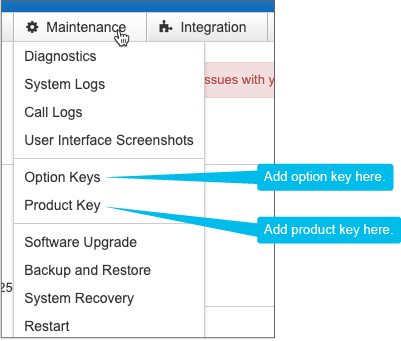 Maintenance Integration
Diagnostics
System Logs
ssues with y
Call Logs
User Interface Screenshots
Option Keys Add option key here.
Product Key
Add product key here.
Software Upgrade
Backup and Restore
25
System Recovery
Restart